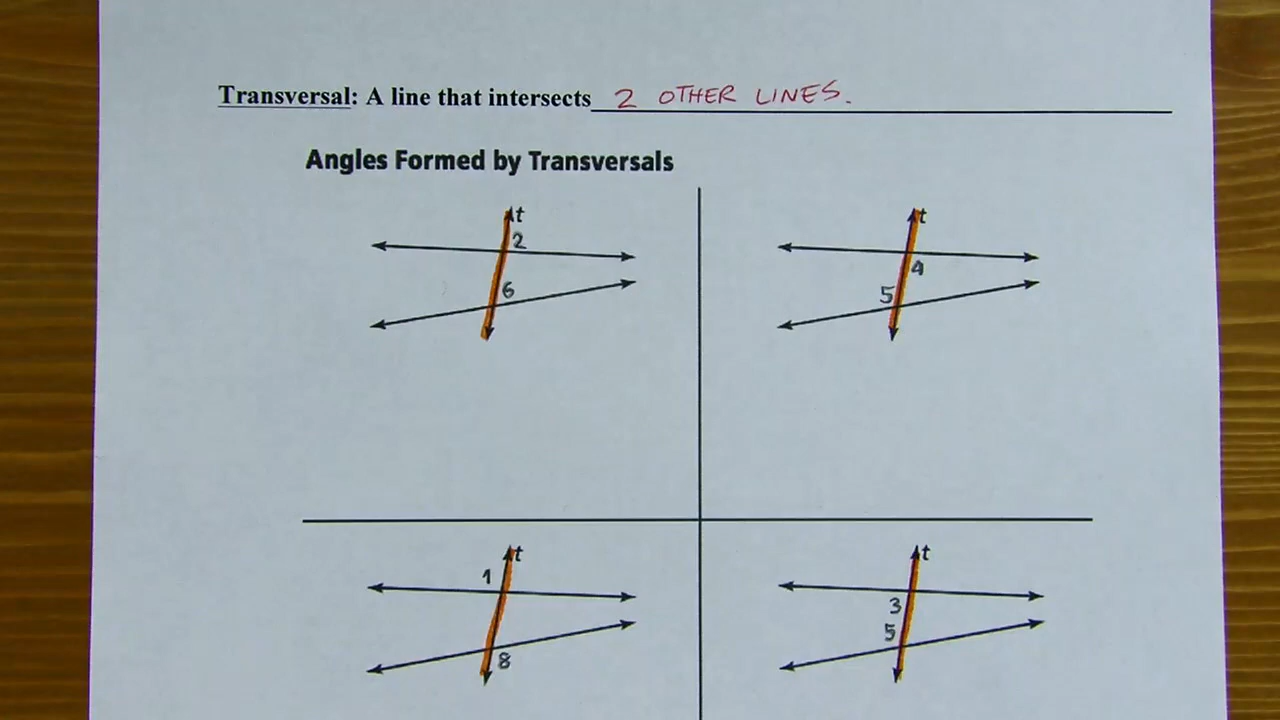 Transversal: A line that intersects 2 OTHER LINES.
Angles Formed by Transversals
t
2
6
t
4
5
t
1
8
t
3
5